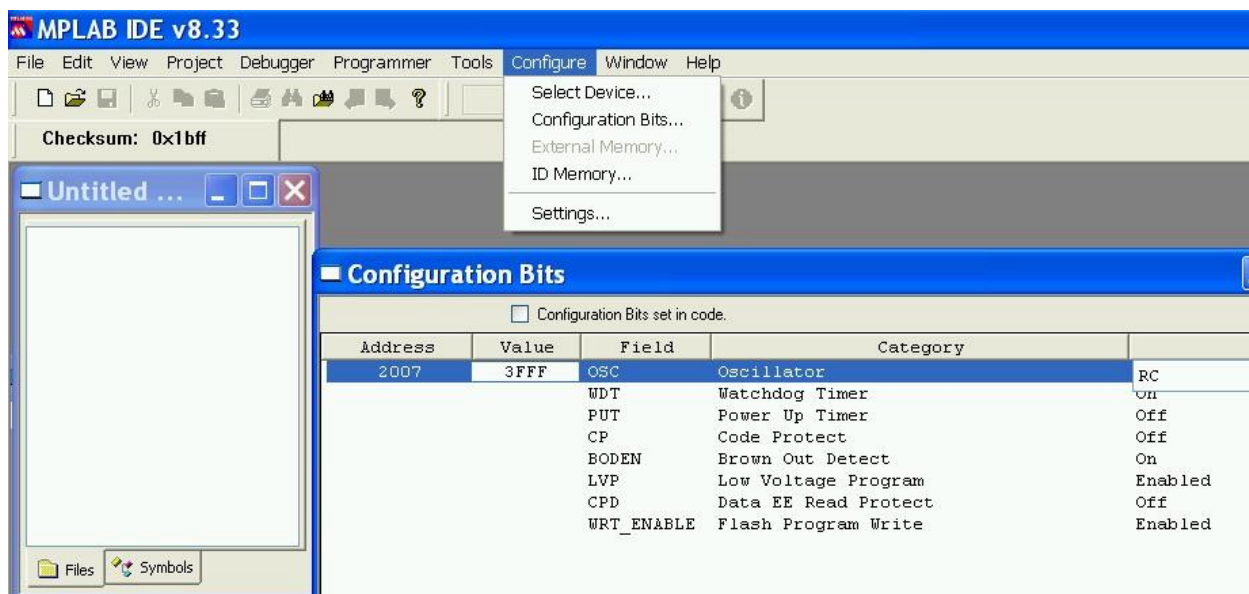 MPLAB IDE v8.33
File Edit View Project Debugger Programmer Tools Configure Window Help
Select Device...
Configuration Bits...
External Memory...
ID Memory...
Settings...
Checksum: 0x1bff
Untitled ...
Configuration Bits
Configuration Bits set in code.
Address Value Field Category
2007 3FFF OSC Oscillator RC
WDT Watchdog Timer On
PUT Power Up Timer Off
CP Code Protect Off
BODEN Brown Out Detect On
LVP Low Voltage Program Enabled
CPD Data EE Read Protect Off
WRT_ENABLE Flash Program Write Enabled
Files Symbols